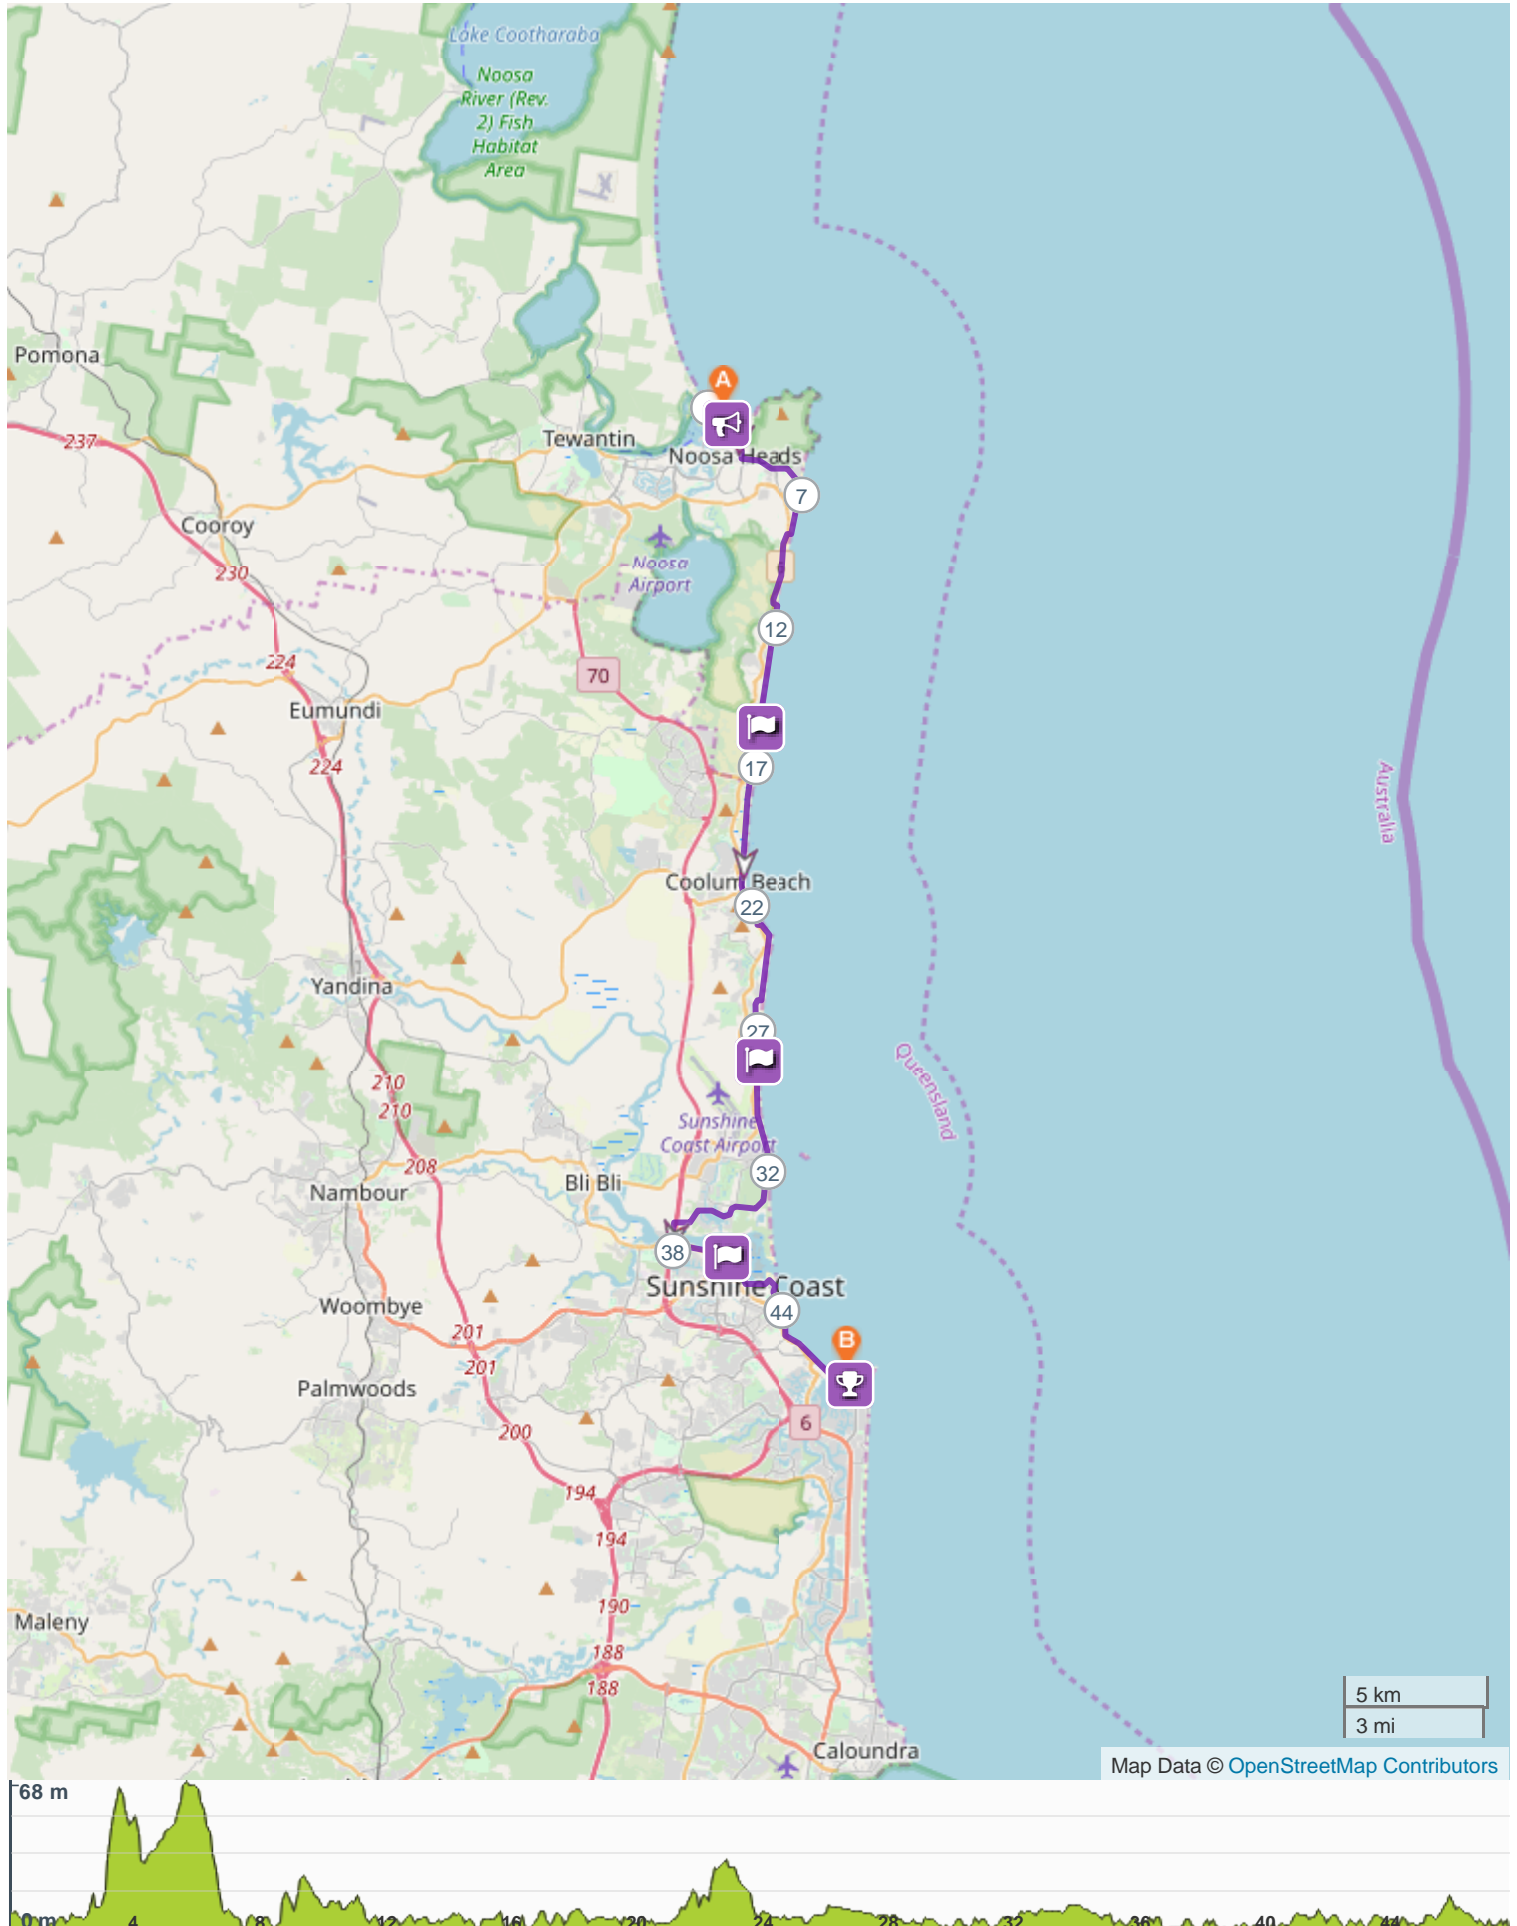 Lake Cootharaba
Noosa
River (Rev.
2) Fish
Habitat
Area
Pomona
A
237
Tewantin
Noosa Heads
7
Cooroy
Noosa
Airport
230
12
224
70
Eumundi
224
17
Australia
Coolum Beach
22
Yandina
27
Queensland
210
210
Sunshine
Coast Airport
208
32
Bli Bli
Nambour
38
Sunshine Coast
Woombye
44
201
B
201
Palmwoods
200
6
194
194
190
Maleny
188
188
5 km
3 mi
Caloundra
Map Data © OpenStreetMap Contributors
68 m
0 m 4 8 12 16 20 24 28 32 36 40 44